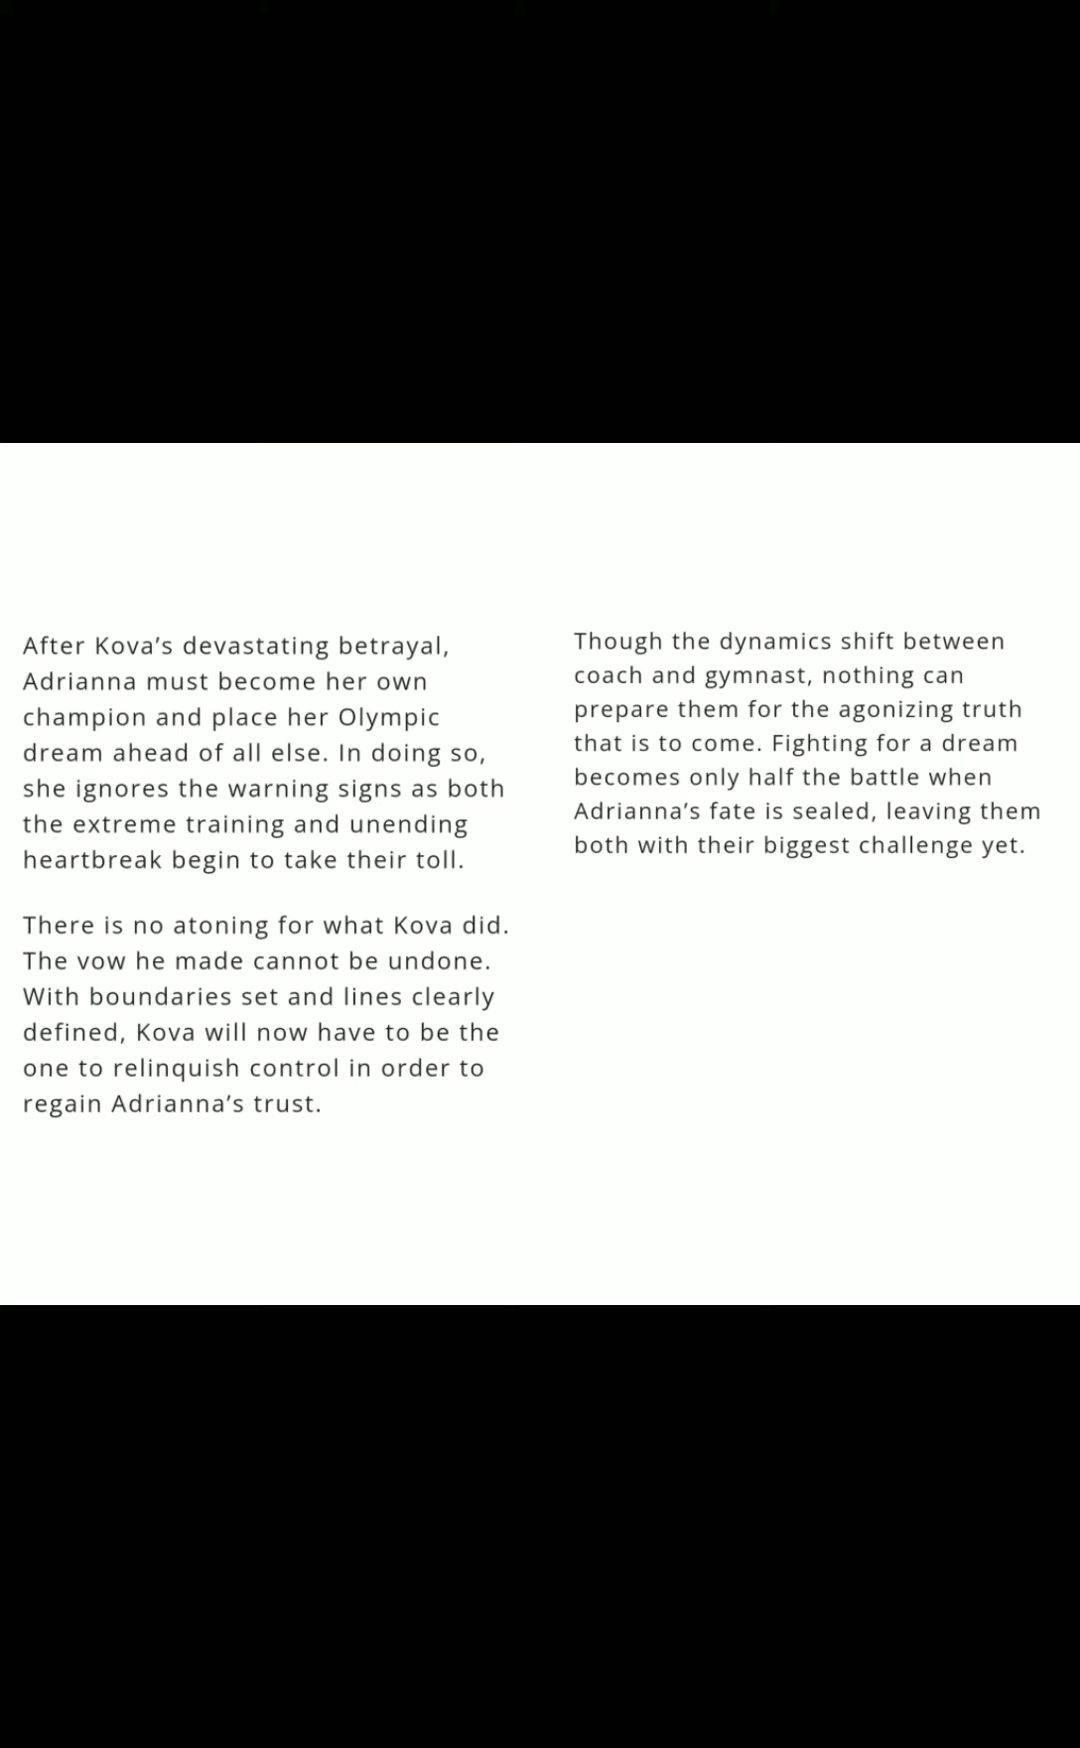 After Kova’s devastating betrayal,
Adrianna must become her own
champion and place her Olympic
dream ahead of all else. In doing so,
she ignores the warning signs as both
the extreme training and unending
heartbreak begin to take their toll.
There is no atoning for what Kova did.
The vow he made cannot be undone.
With boundaries set and lines clearly
defined, Kova will now have to be the
one to relinquish control in order to
regain Adrianna’s trust.
Though the dynamics shift between
coach and gymnast, nothing can
prepare them for the agonizing truth
that is to come. Fighting for a dream
becomes only half the battle when
Adrianna’s fate is sealed, leaving them
both with their biggest challenge yet.